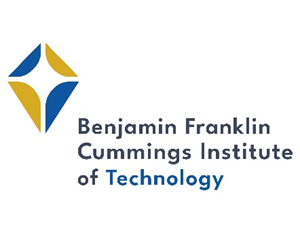 Benjamin Franklin
Cummings Institute
of Technology